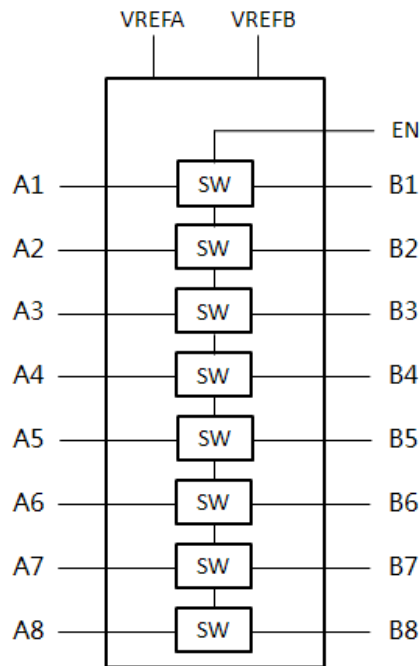 VREFA VREFB
EN
A1 SW B1
A2 SW B2
A3 SW B3
A4 SW B4
A5 SW B5
A6 SW B6
A7 SW B7
A8 SW B8